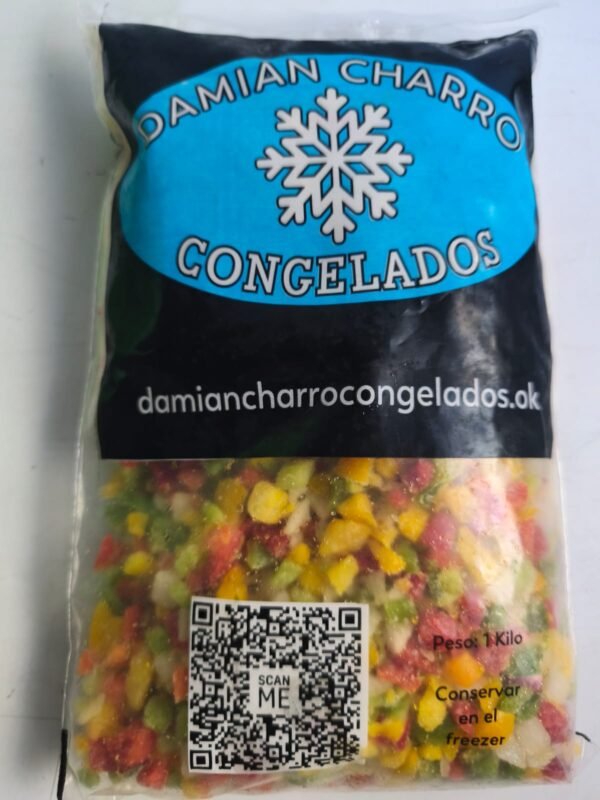 DAMIAN CHARRO
CONGELADOS
damiancharrocongelados.ok
SCAN
ME
Peso: 1 Kilo
Conservar
en el
freezer